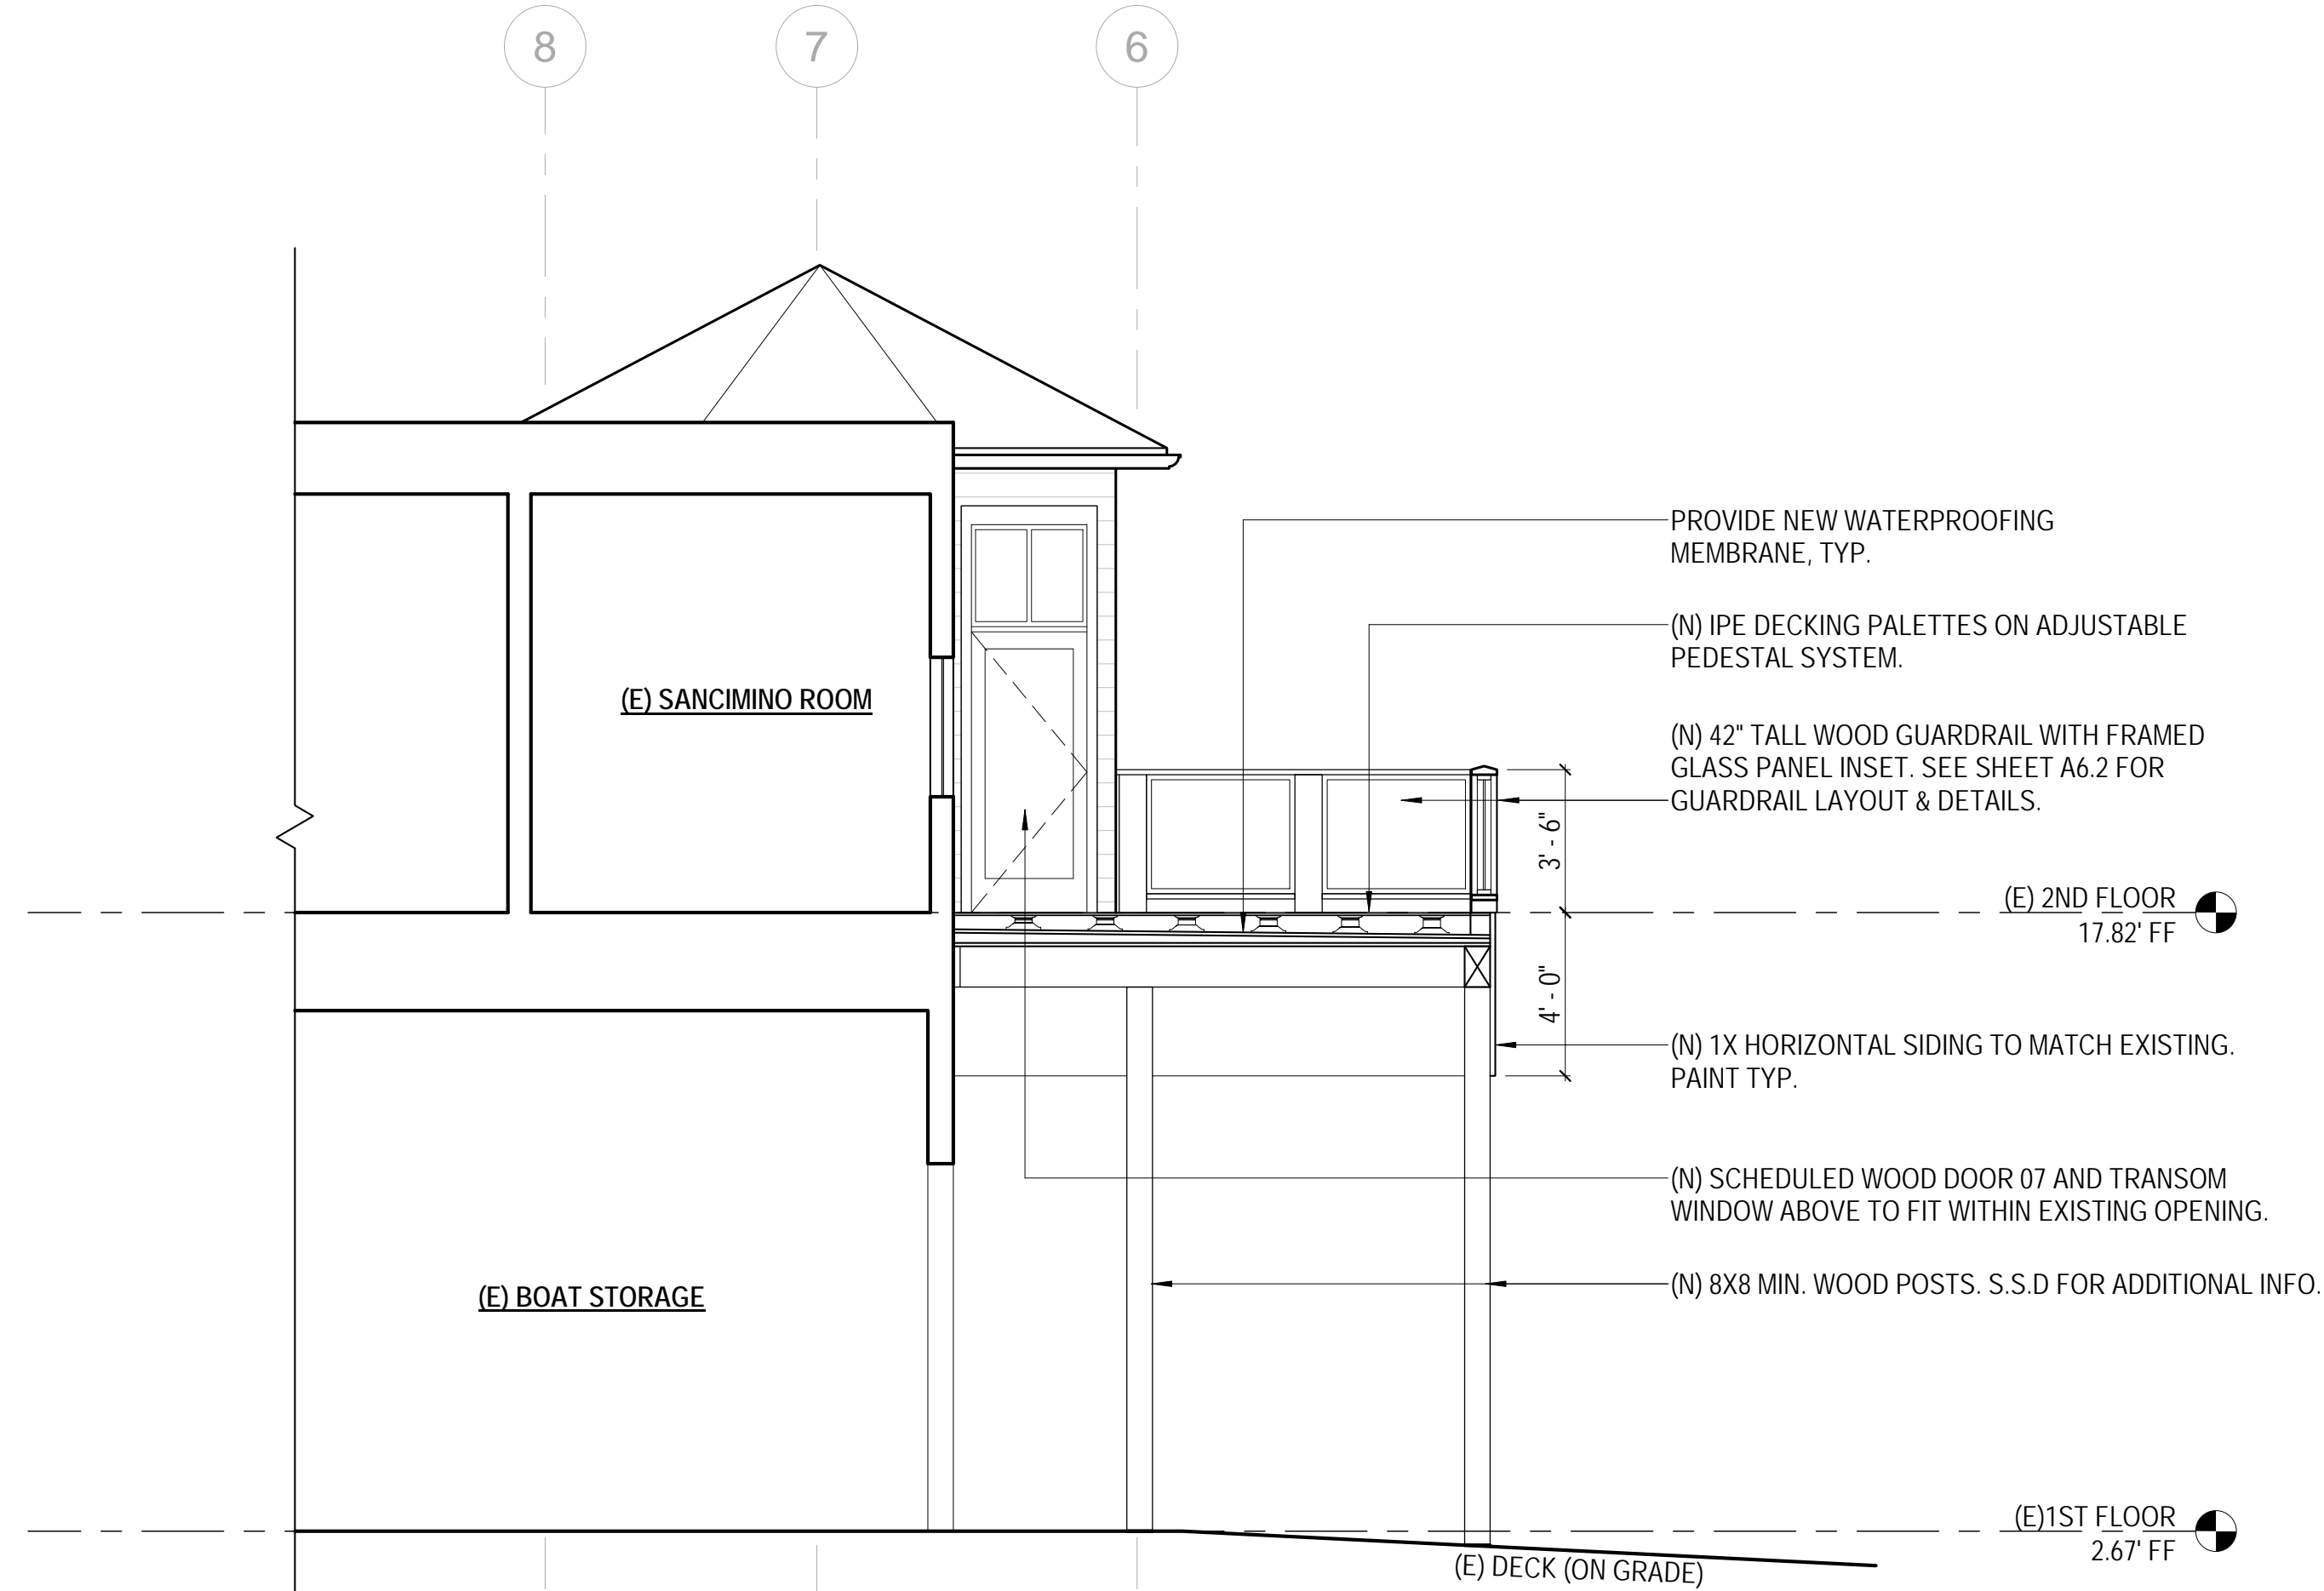 8
7
6
PROVIDE NEW WATERPROOFING
MEMBRANE, TYP.
(N) IPE DECKING PALETTES ON ADJUSTABLE
PEDESTAL SYSTEM.
(E) SANCIMINO ROOM
(N) 42" TALL WOOD GUARDRAIL WITH FRAMED
GLASS PANEL INSET. SEE SHEET A6.2 FOR
GUARDRAIL LAYOUT & DETAILS.
3' - 6"
(E) 2ND FLOOR
17.82' FF
4' - 0"
(N) 1X HORIZONTAL SIDING TO MATCH EXISTING.
PAINT TYP.
(N) SCHEDULED WOOD DOOR 07 AND TRANSOM
WINDOW ABOVE TO FIT WITHIN EXISTING OPENING.
(N) 8X8 MIN. WOOD POSTS. S.S.D FOR ADDITIONAL INFO.
(E) BOAT STORAGE
(E)1ST FLOOR
2.67' FF
(E) DECK (ON GRADE)